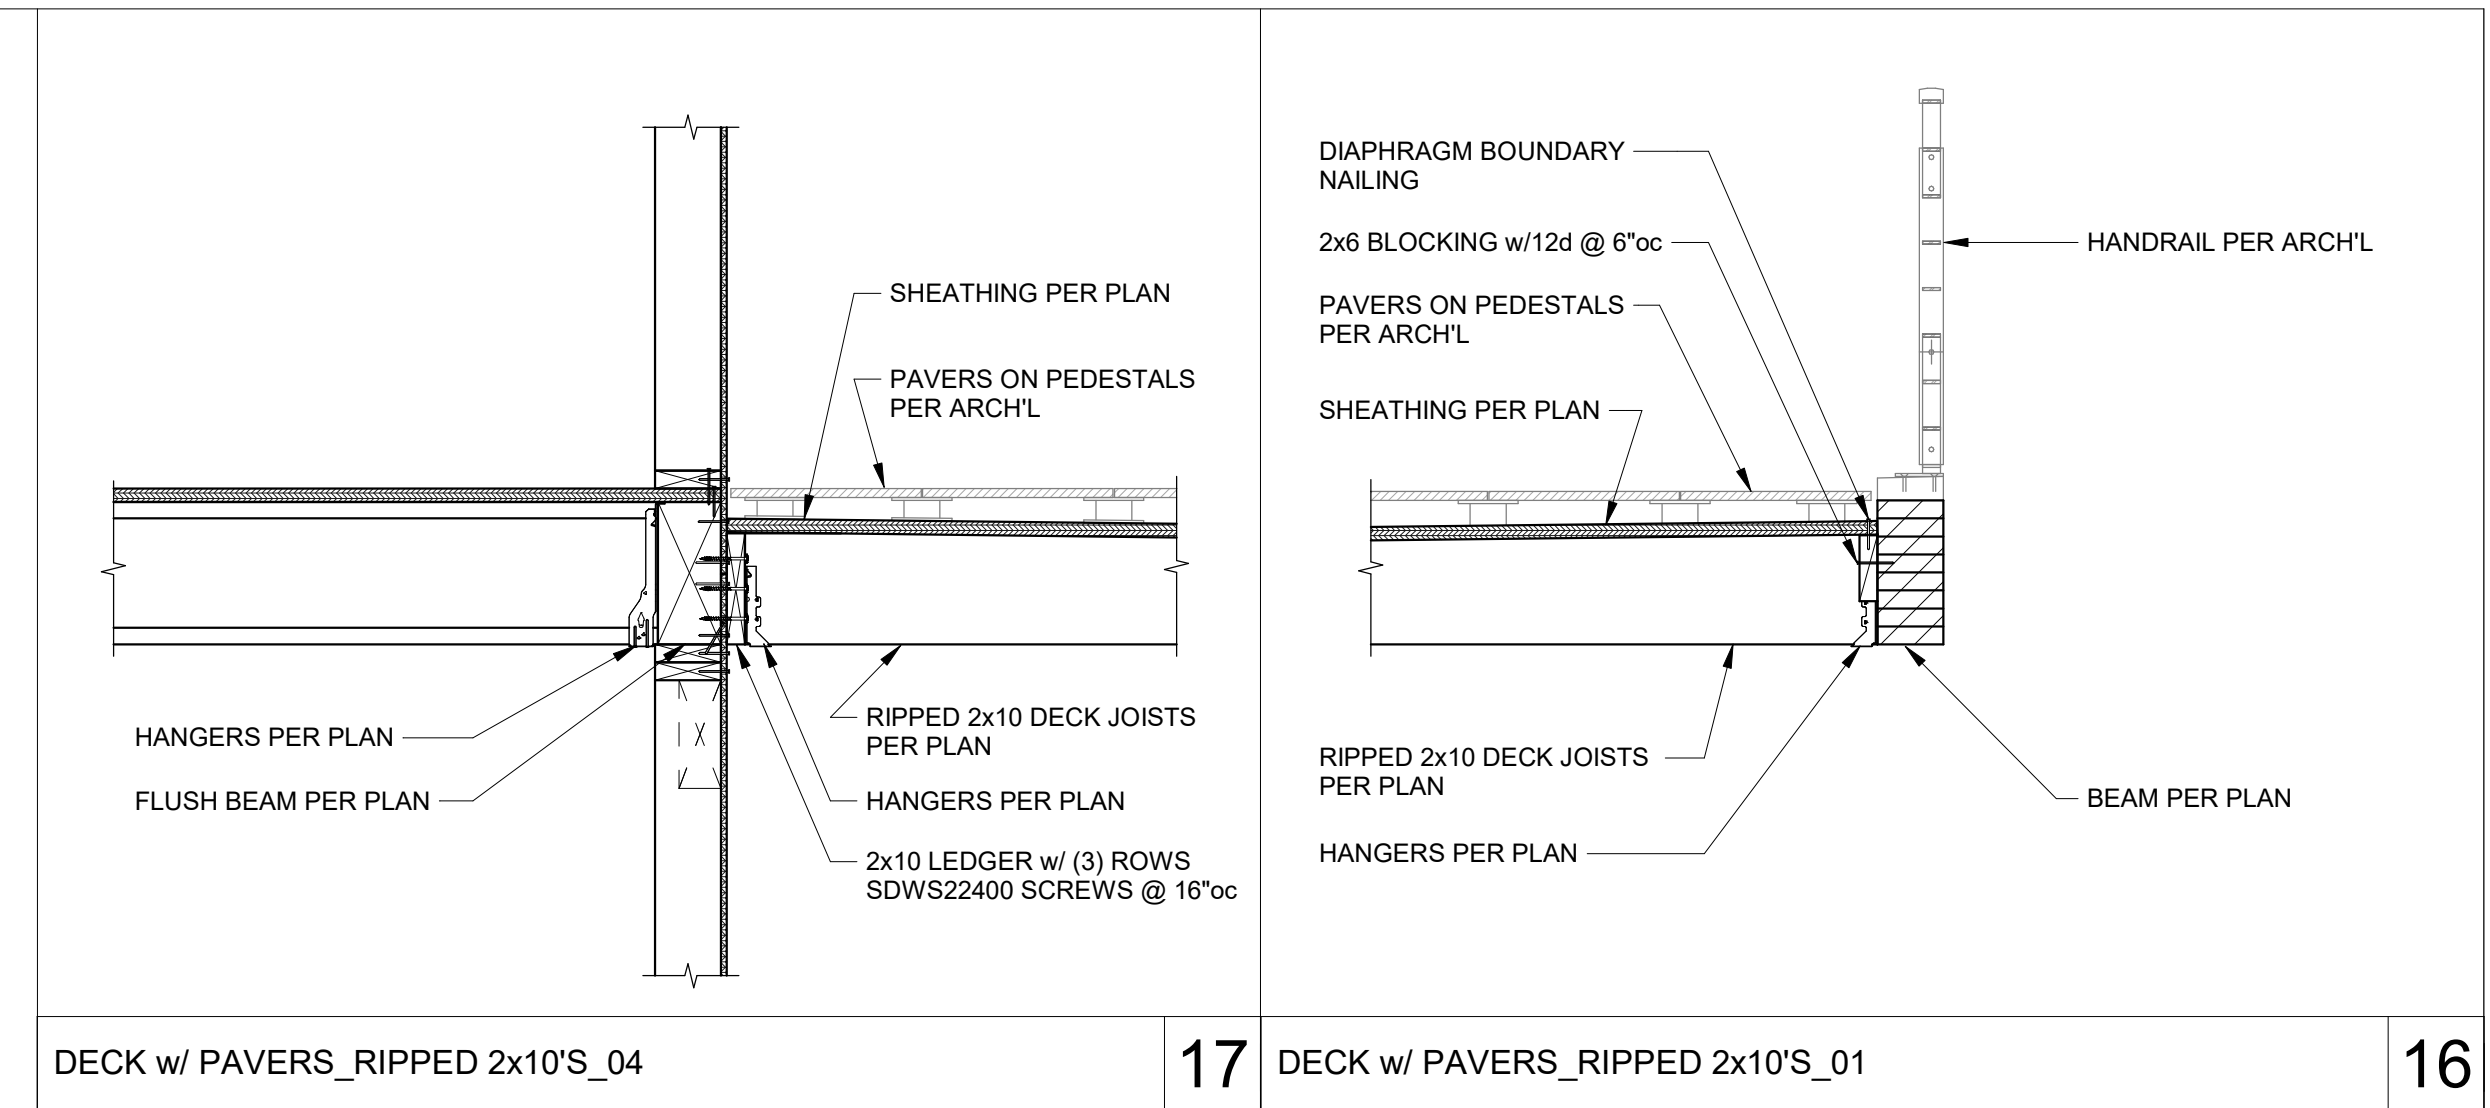 SHEATHING PER PLAN
PAVERS ON PEDESTALS
PER ARCH'L
HANGERS PER PLAN
FLUSH BEAM PER PLAN
RIPPED 2x10 DECK JOISTS
PER PLAN
HANGERS PER PLAN
2x10 LEDGER w/ (3) ROWS
SDWS22400 SCREWS @ 16"oc
DECK w/ PAVERS_RIPPED 2x10'S_04
17
DIAPHRAGM BOUNDARY
NAILING
2x6 BLOCKING w/12d @ 6"oc
PAVERS ON PEDESTALS
PER ARCH'L
SHEATHING PER PLAN
HANDRAIL PER ARCH'L
RIPPED 2x10 DECK JOISTS
PER PLAN
HANGERS PER PLAN
BEAM PER PLAN
DECK w/ PAVERS_RIPPED 2x10'S_01
16